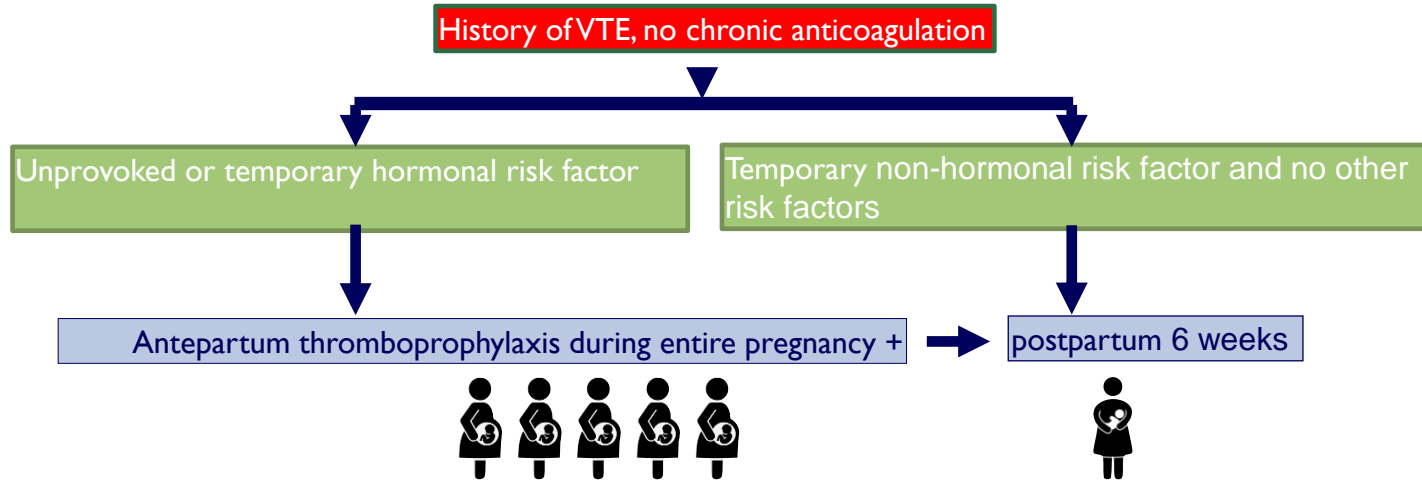 History of VTE, no chronic anticoagulation
Unprovoked or temporary hormonal risk factor
Temporary non-hormonal risk factor and no other
risk factors
Antepartum thromboprophylaxis during entire pregnancy +
postpartum 6 weeks